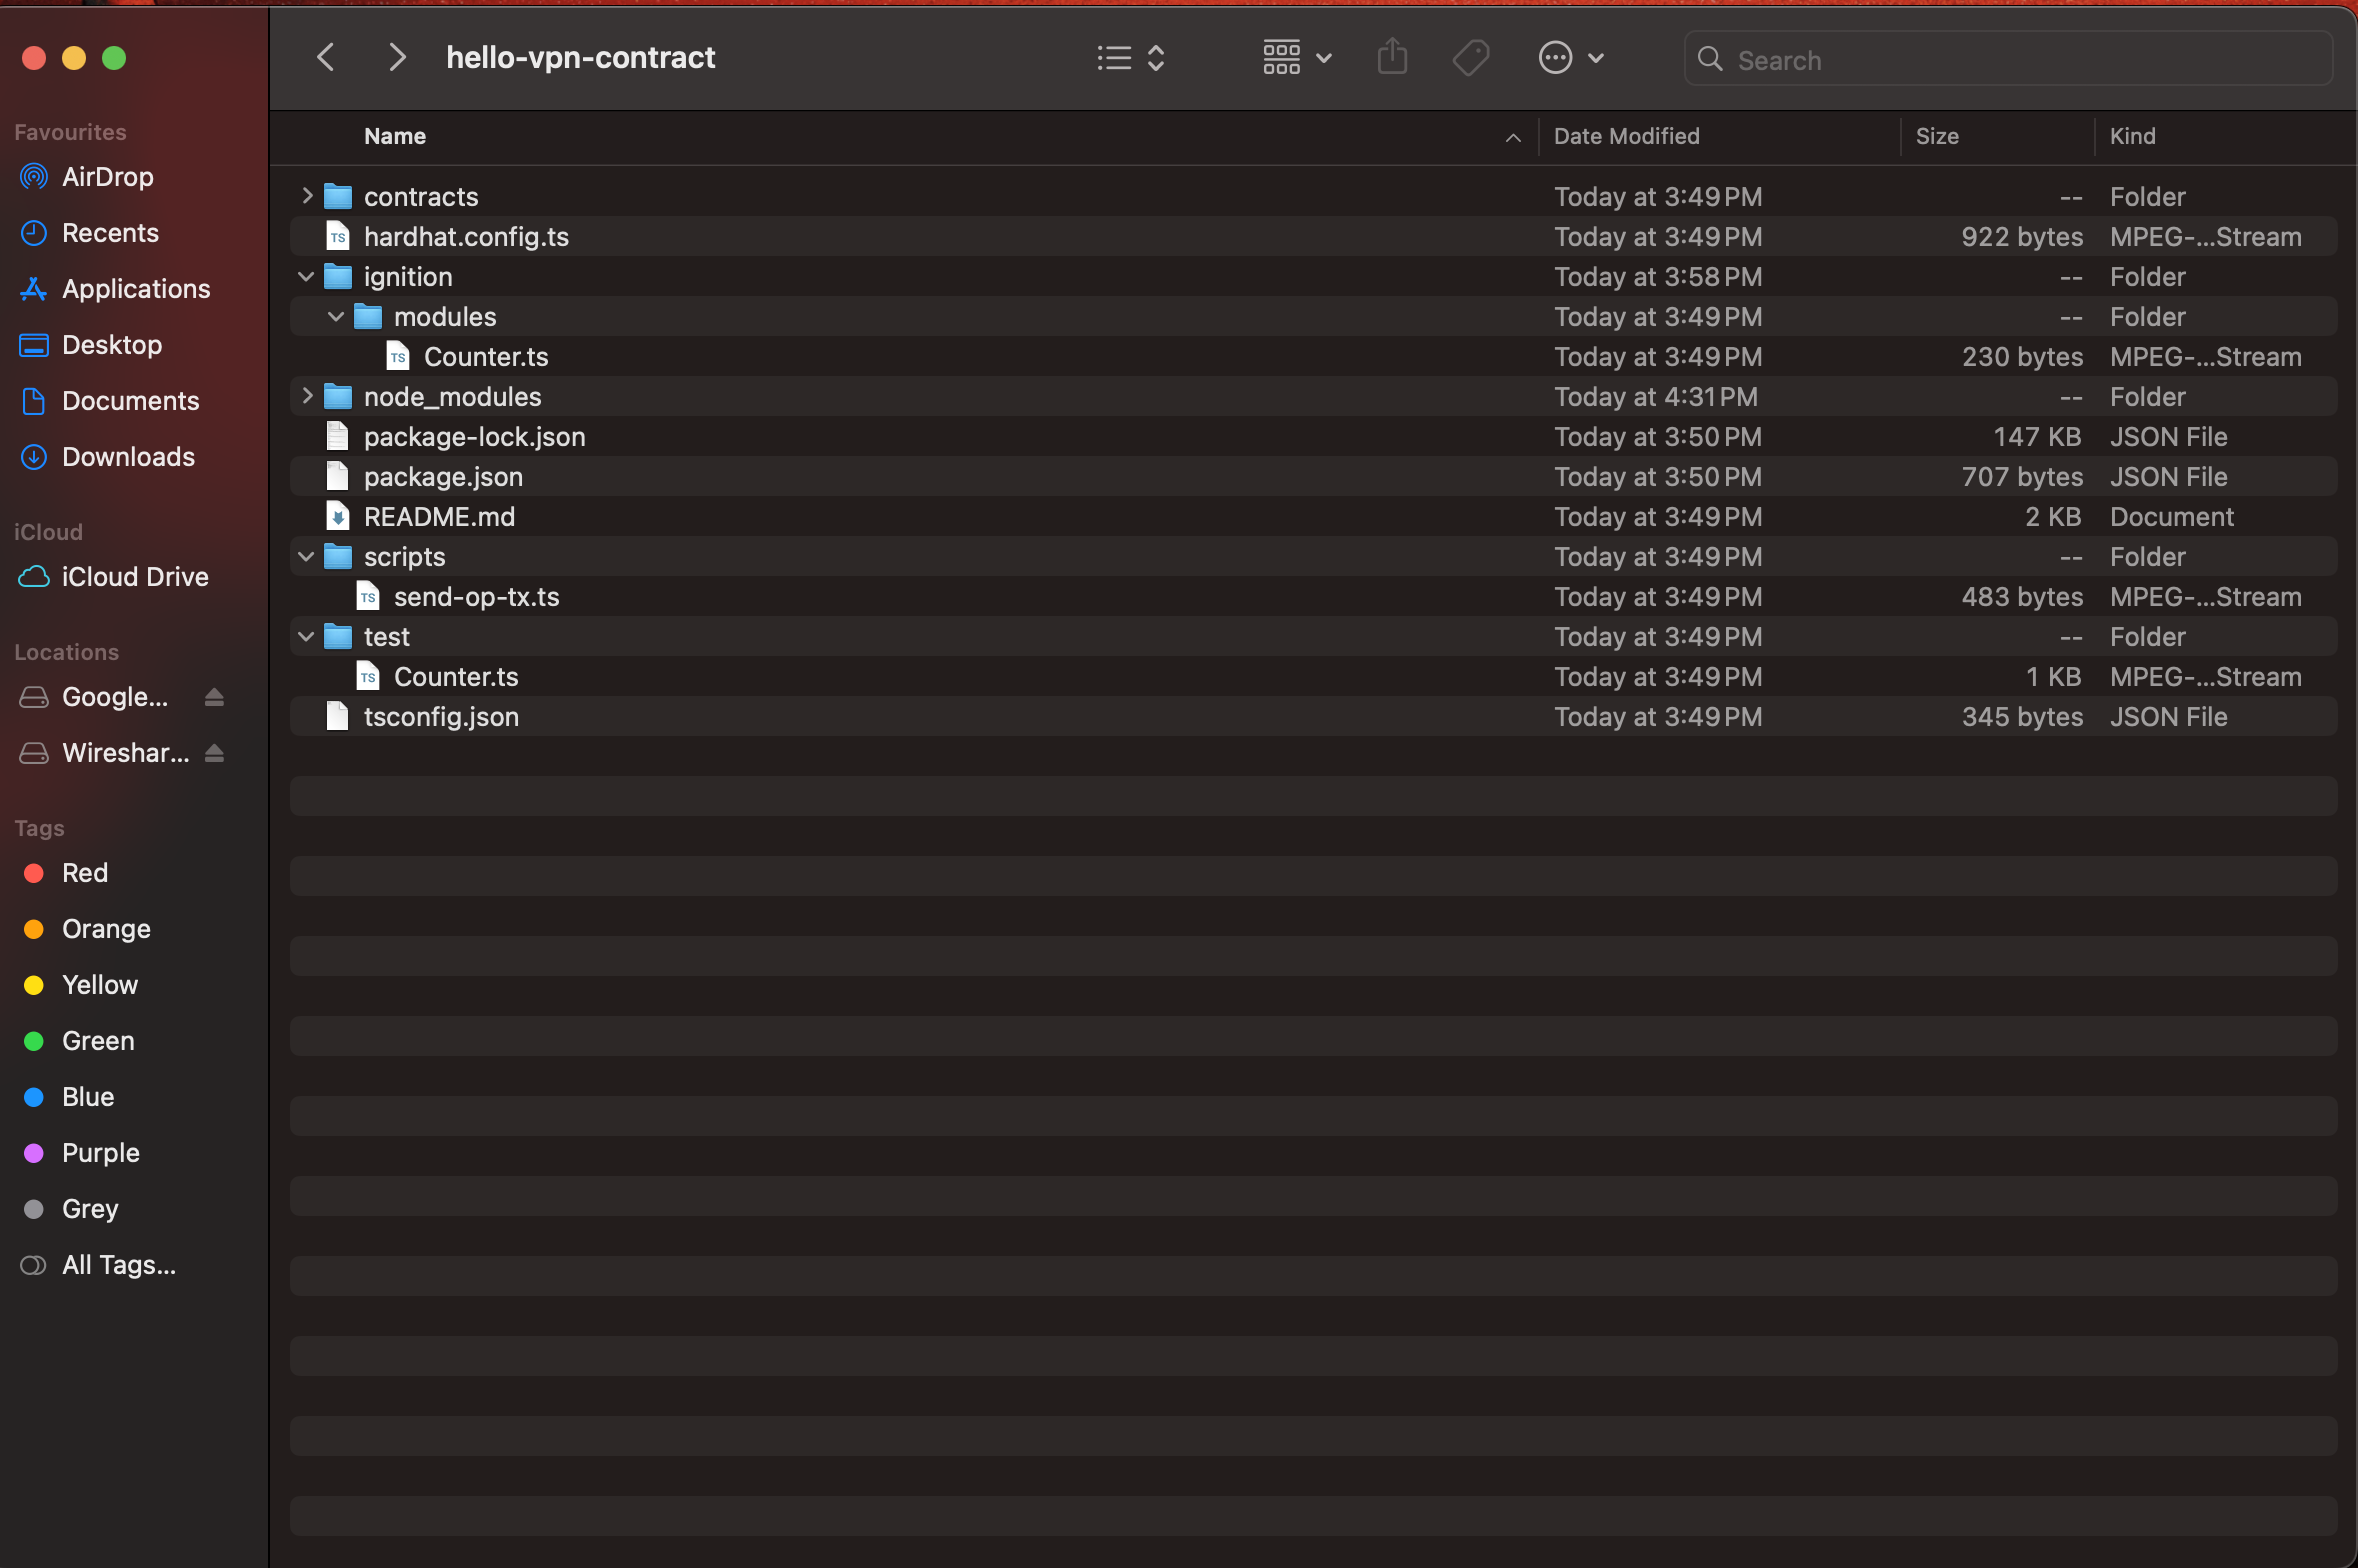 hello-vpn-contract
Search
Favourites
AirDrop
Recents
Applications
Desktop
Documents
Downloads
iCloud
iCloud Drive
Locations
Google...
Wireshar...
Tags
Red
Orange
Yellow
Green
Blue
Purple
Grey
All Tags...
Name Date Modified Size Kind
contracts Today at 3:49 PM -- Folder
TS hardhat.config.ts Today at 3:49 PM 922 bytes MPEG-...Stream
ignition Today at 3:58 PM -- Folder
modules Today at 3:49 PM -- Folder
TS Counter.ts Today at 3:49 PM 230 bytes MPEG-...Stream
node_modules Today at 4:31 PM -- Folder
package-lock.json Today at 3:50 PM 147 KB JSON File
package.json Today at 3:50 PM 707 bytes JSON File
README.md Today at 3:49 PM 2 KB Document
scripts Today at 3:49 PM -- Folder
TS send-op-tx.ts Today at 3:49 PM 483 bytes MPEG-...Stream
test Today at 3:49 PM -- Folder
TS Counter.ts Today at 3:49 PM 1 KB MPEG-...Stream
tsconfig.json Today at 3:49 PM 345 bytes JSON File